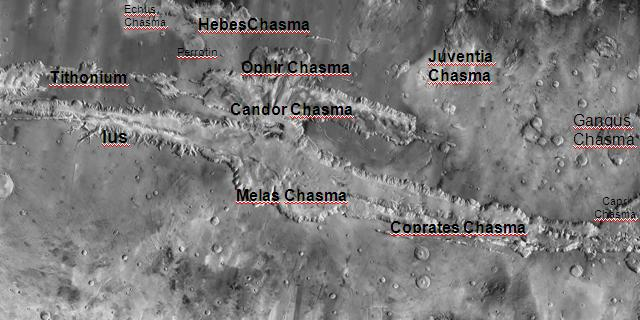 Echus
Chasma
HebesChasma
Perrotin
Ophir Chasma
Juventia
Chasma
Tithonium
Candor Chasma
Gangus
Chasma
Ius
Melas Chasma
Capri
Chasma
Coprates Chasma